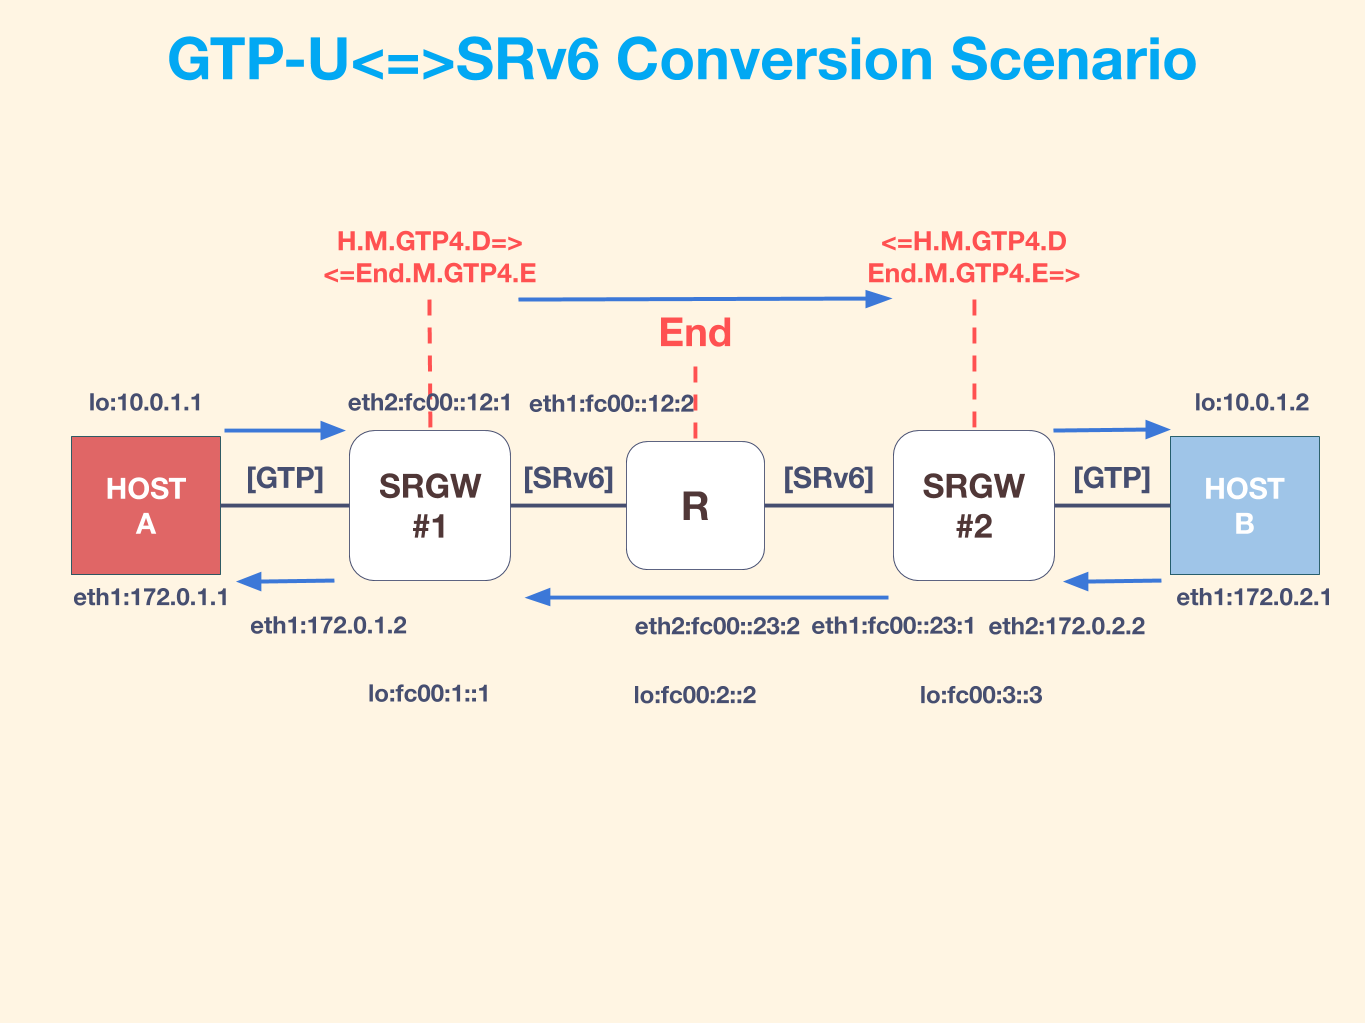 GTP-U<=>SRv6 Conversion Scenario
H.M.GTP4.D=>
<=End.M.GTP4.E
<=H.M.GTP4.D
End.M.GTP4.E=>
End
lo:10.0.1.1
eth2:fc00::12:1
eth1:fc00::12:2
lo:10.0.1.2
HOST
A
[GTP]
SRGW
#1
[SRv6]
R
[SRv6]
SRGW
#2
[GTP]
HOST
B
eth1:172.0.1.1
eth1:172.0.1.2
eth2:fc00::23:2
eth1:fc00::23:1
eth2:172.0.2.2
eth1:172.0.2.1
lo:fc00:1::1
lo:fc00:2::2
lo:fc00:3::3